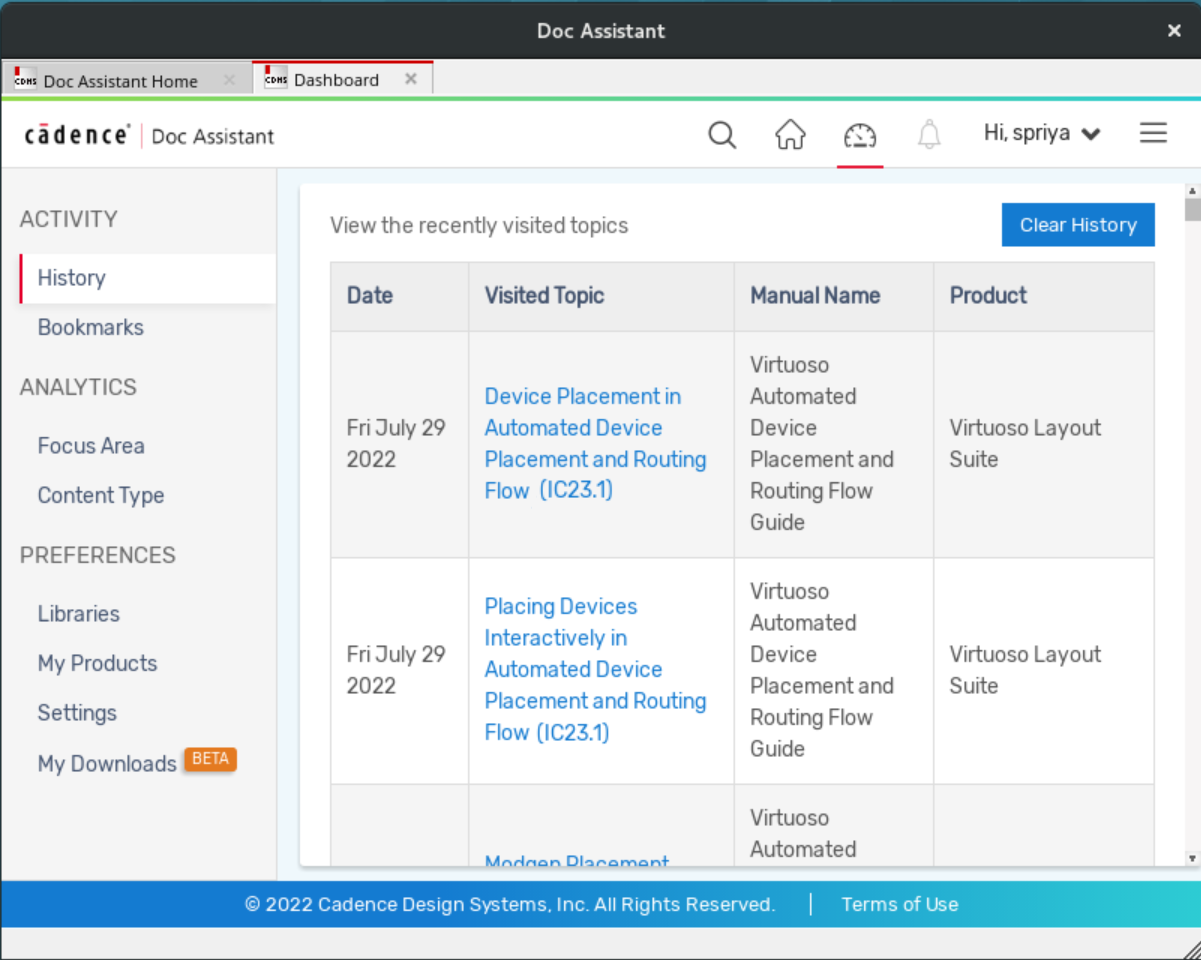 Doc Assistant
CDMS Doc Assistant Home
CDMS Dashboard
cādence® | Doc Assistant
Hi, spriya
ACTIVITY
History
Bookmarks
ANALYTICS
Focus Area
Content Type
PREFERENCES
Libraries
My Products
Settings
My Downloads BETA
View the recently visited topics
Clear History
Date
Visited Topic
Manual Name
Product
Fri July 29
2022
Device Placement in
Automated Device
Placement and Routing
Flow (IC23.1)
Virtuoso
Automated
Device
Placement and
Routing Flow
Guide
Virtuoso Layout
Suite
Fri July 29
2022
Placing Devices
Interactively in
Automated Device
Placement and Routing
Flow (IC23.1)
Virtuoso
Automated
Device
Placement and
Routing Flow
Guide
Virtuoso Layout
Suite
Modgen Placement
Virtuoso
Automated
© 2022 Cadence Design Systems, Inc. All Rights Reserved. | Terms of Use